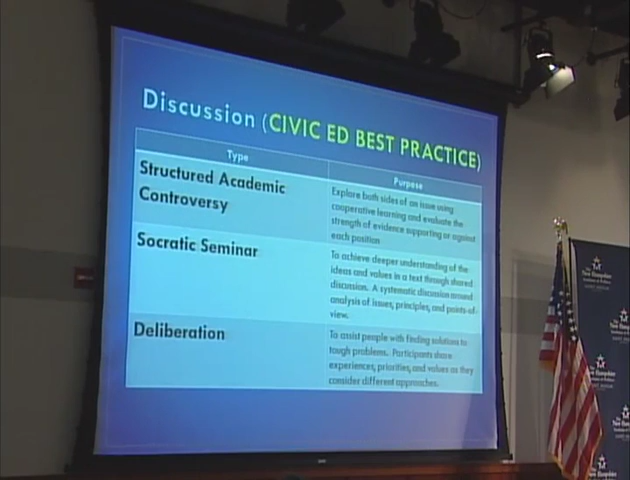 Discussion (CIVIC ED BEST PRACTICE)
Type
Purpose
Structured Academic
Controversy
Explore both sides of an issue using
cooperative learning and evaluate the
strength of evidence supporting or against
each position
Socratic Seminar
To achieve deeper understanding of the
ideas and values in a text through shared
discussion. A systematic discussion around
analysis of issues, principles, and points-of-
view.
Deliberation
To assist people with finding solutions to
tough problems. Participants share
experiences, priorities, and values as they
consider different approaches.
The
New Hampshire